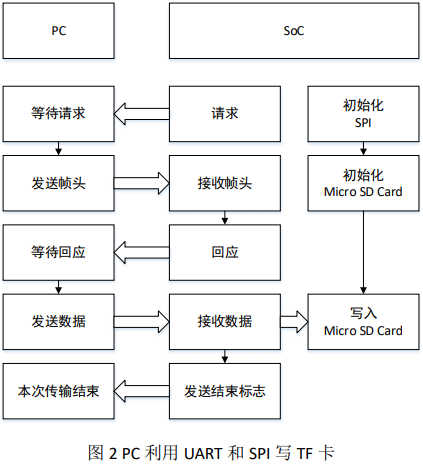 PC
SoC
等待请求
请求
初始化
SPI
发送帧头
接收帧头
初始化
Micro SD Card
等待回应
回应
发送数据
接收数据
写入
Micro SD Card
本次传输结束
发送结束标志
图 2 PC 利用 UART 和 SPI 写 TF 卡